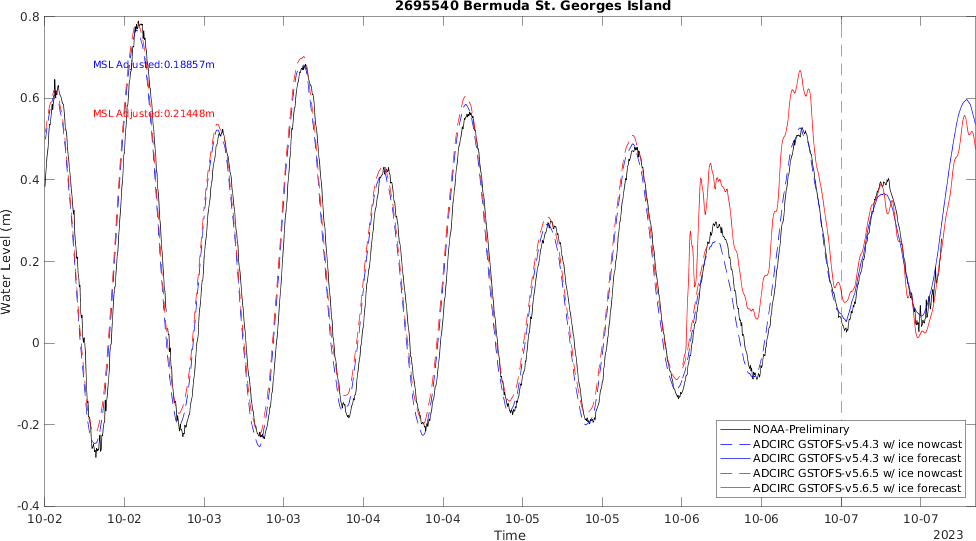 2695540 Bermuda St. Georges Island
0.8
0.6
0.4
0.2
0
-0.2
-0.4
Water Level (m)
MSL Adjusted:0.18857m
MSL Adjusted:0.21448m
NOAA-Preliminary
ADCIRC GSTOFS-v5.4.3 w/ ice nowcast
ADCIRC GSTOFS-v5.4.3 w/ ice forecast
ADCIRC GSTOFS-v5.6.5 w/ ice nowcast
ADCIRC GSTOFS-v5.6.5 w/ ice forecast
10-02 10-02 10-03 10-03 10-04 10-04 10-05 10-05 10-06 10-06 10-07 10-07
Time
2023